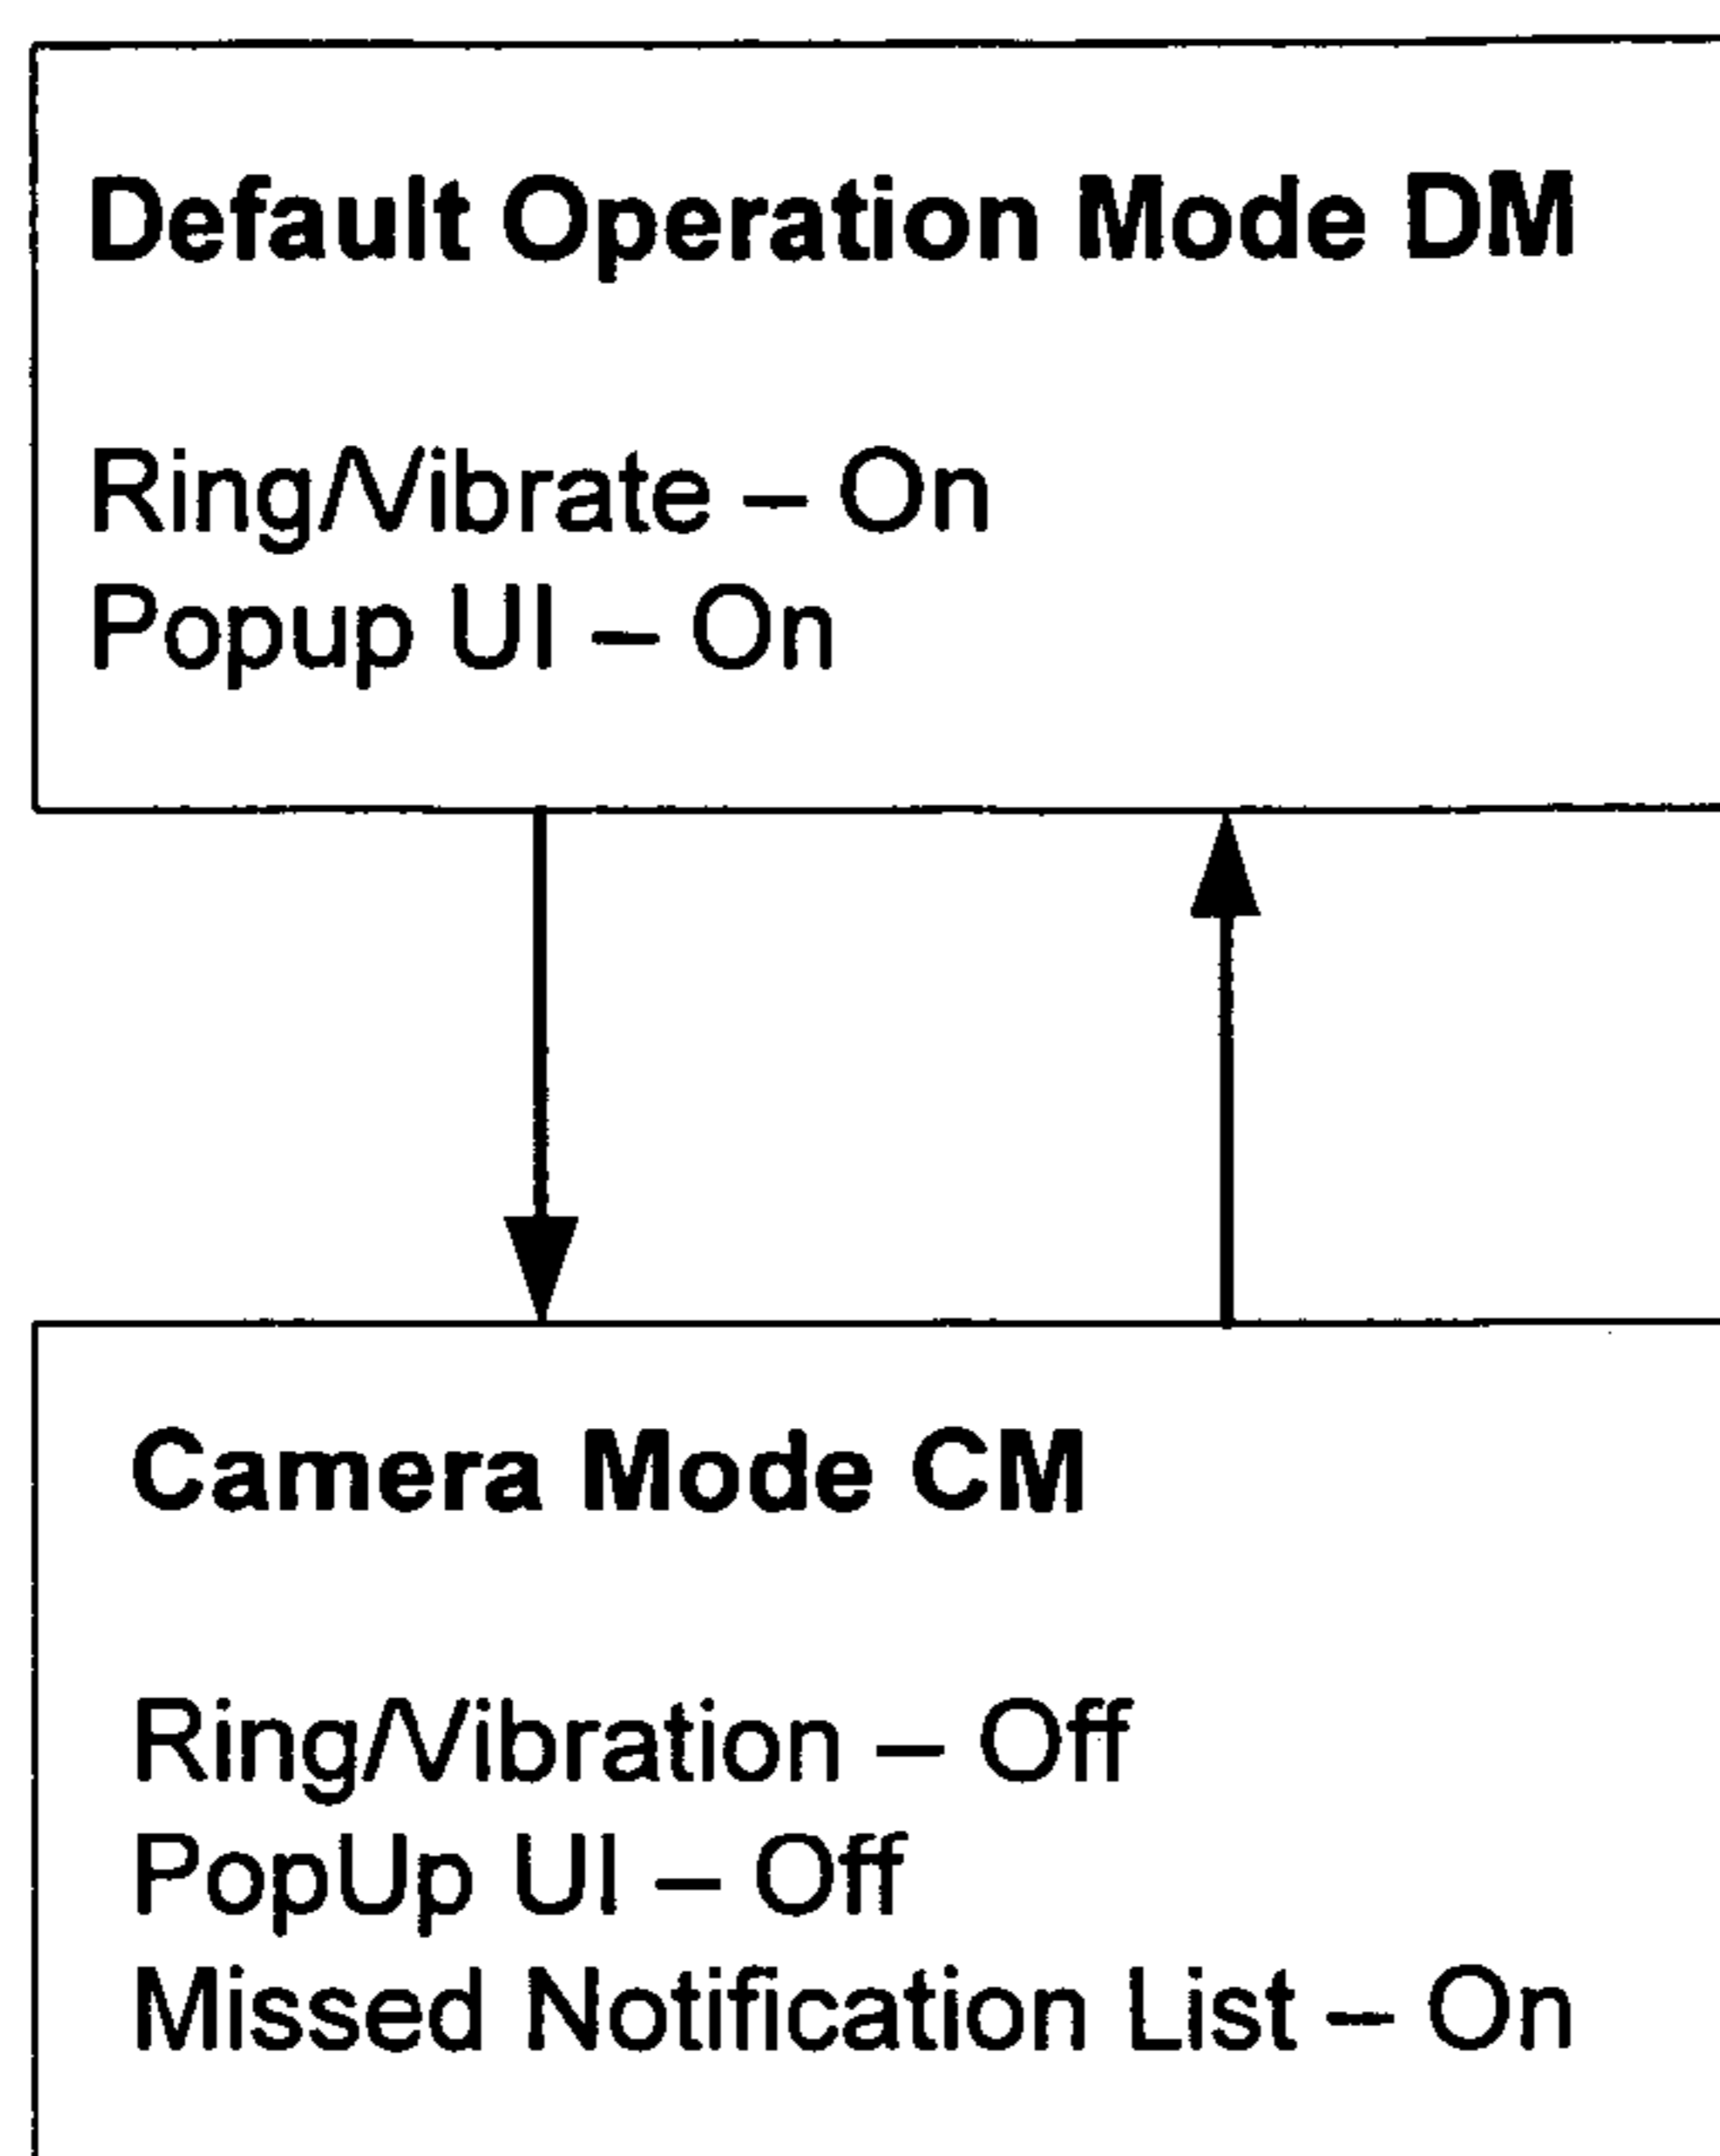 Default Operation Mode DM
Ring/Vibrate – On
Popup UI – On
Camera Mode CM
Ring/Vibration – Off
PopUp UI – Off
Missed Notification List – On